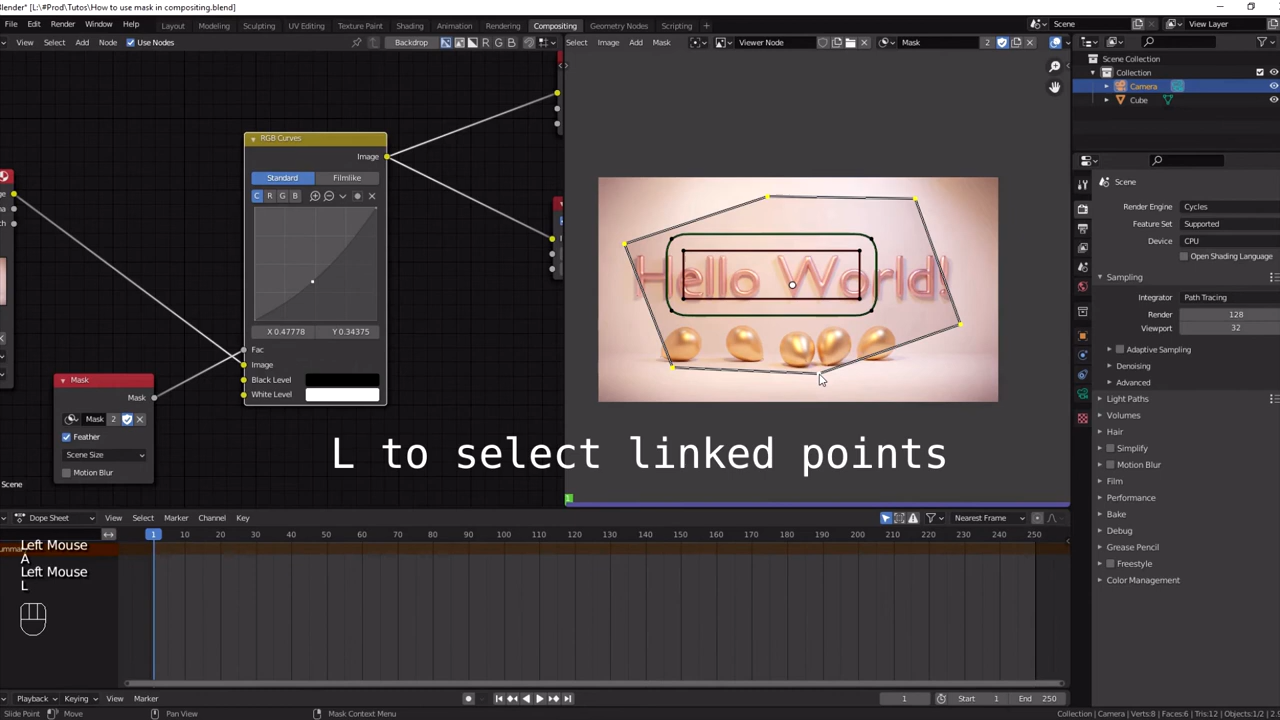 Blender* [L:\#Prod\Tutos\How to use mask in compositing.blend]
File Edit Render Window Help Layout Modeling Sculpting UV Editing Texture Paint Shading Animation Rendering Compositing Geometry Nodes Scripting + Scene View Layer
View Select Add Node Use Nodes Backdrop R G B Select Image Add Mask Viewer Node Mask 2
Scene Collection
Collection
Camera
Cube
RGB Curves
Image
Standard Filmlike
C R G B
X 0.47778 Y 0.34375
Fac
Image
Black Level
White Level
Mask
Mask
Mask 2
Feather
Scene Size
Motion Blur
Scene
Hello World!
L to select linked points
1
Scene
Render Engine Cycles
Feature Set Supported
Device CPU
Open Shading Language
Sampling
Integrator Path Tracing
Render 128
Viewport 32
Adaptive Sampling
Denoising
Advanced
Light Paths
Volumes
Hair
Simplify
Motion Blur
Film
Performance
Bake
Debug
Grease Pencil
Freestyle
Color Management
Dope Sheet View Select Marker Channel Key Nearest Frame
1 10 20 30 40 50 60 70 80 90 100 110 120 130 140 150 160 170 180 190 200 210 220 230 240 250
Left Mouse
A
Left Mouse
L
Playback Keying View Marker 1 Start 1 End 250
Slide Point Move Pan View Mask Context Menu Collection | Camera | Verts:8 | Faces:6 | Tris:12 | Objects:1/2 | 2.9